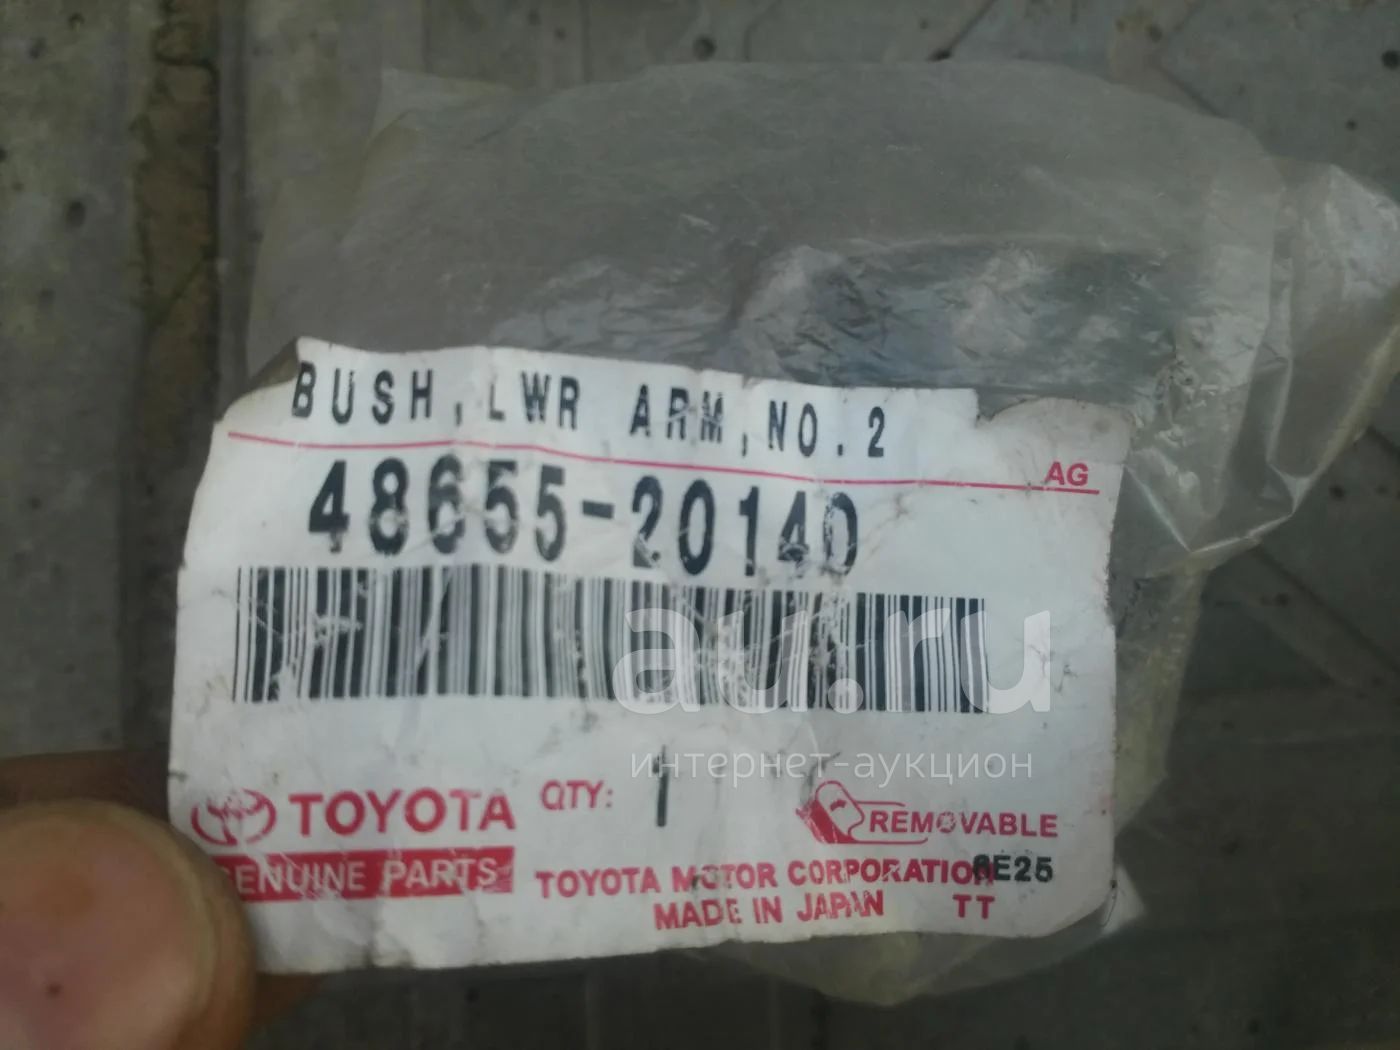 BUSH, LWR ARM, NO.2
AG
48655-20140
au.ru
интернет-аукцион
TOYOTA
QTY: 1
REMOVABLE
GENUINE PARTS
TOYOTA MOTOR CORPORATION
E25
MADE IN JAPAN
TT